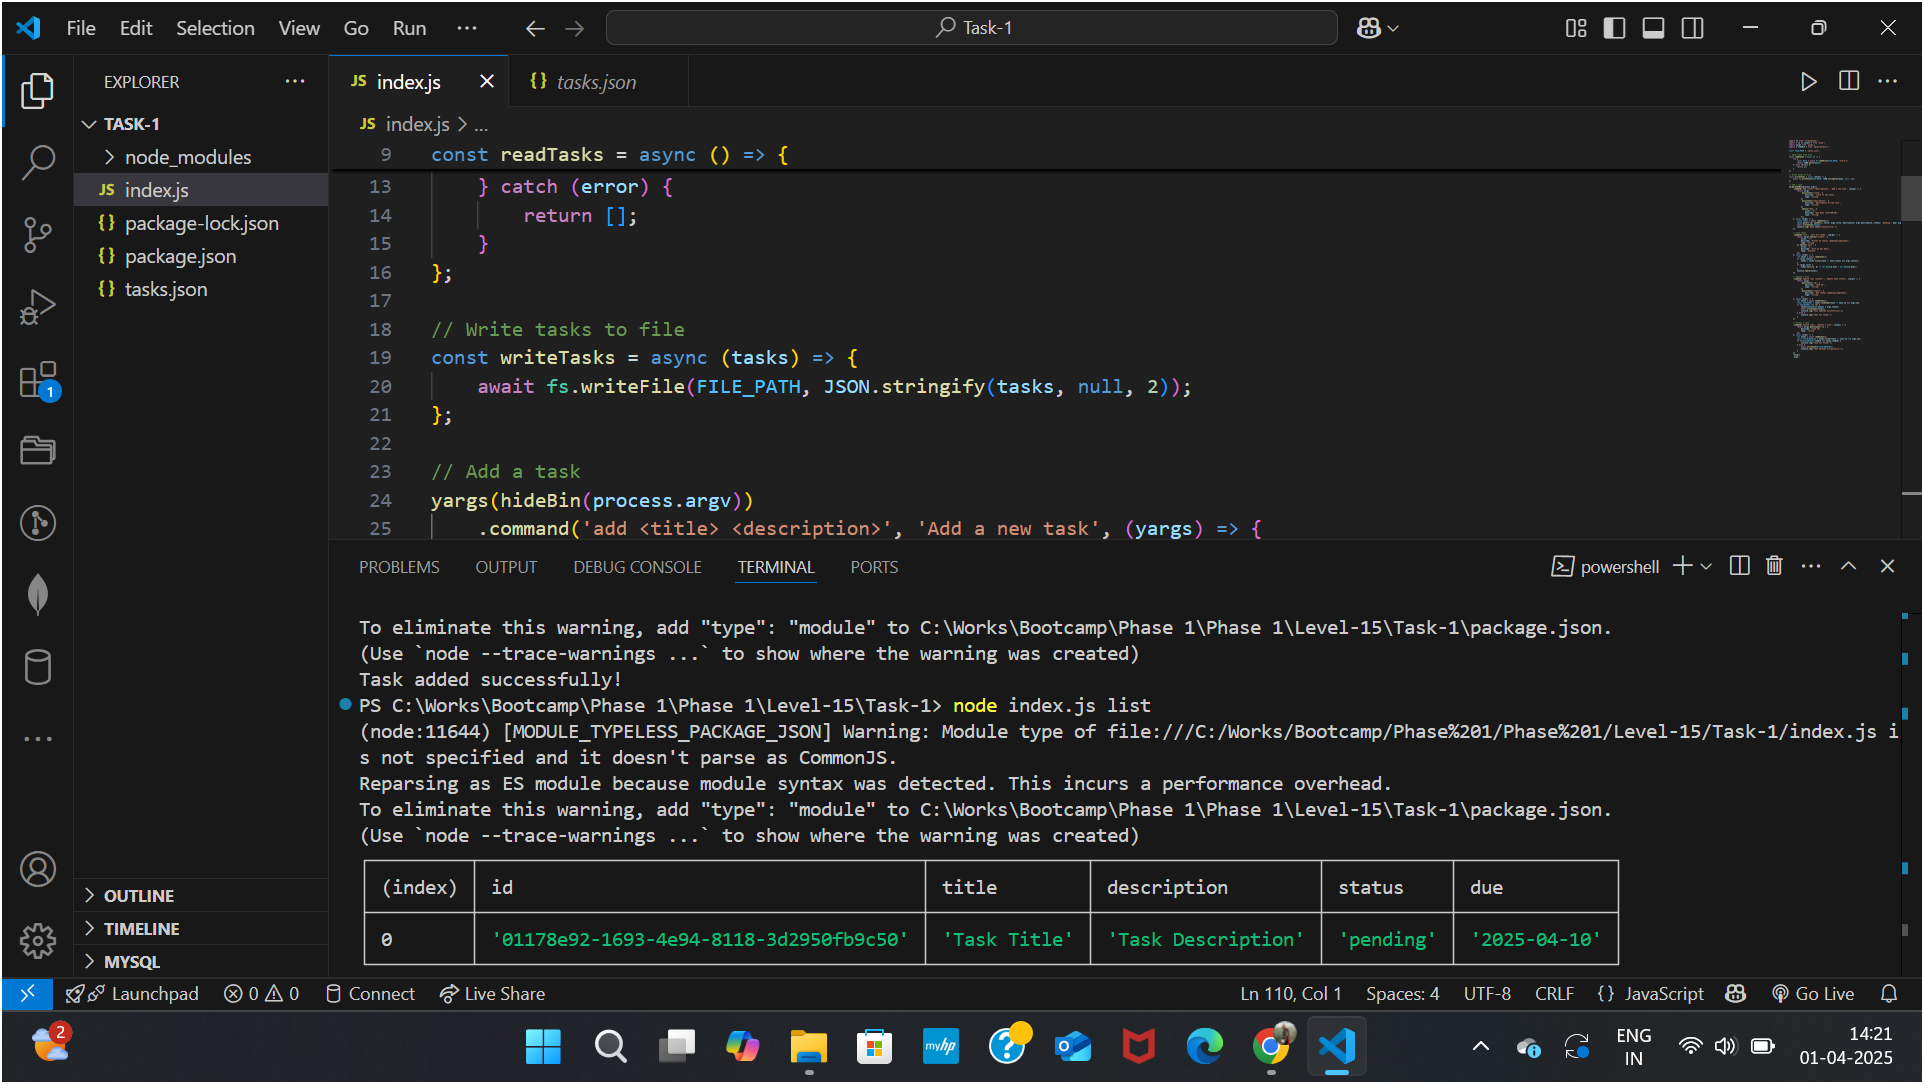 File Edit Selection View Go Run ··· Task-1
EXPLORER ···
TASK-1
node_modules
JS index.js
{} package-lock.json
{} package.json
{} tasks.json
1
OUTLINE
TIMELINE
MYSQL
JS index.js {} tasks.json
JS index.js > ...
9 const readTasks = async () => {
13 } catch (error) {
14 return [];
15 }
16 };
17
18 // Write tasks to file
19 const writeTasks = async (tasks) => {
20 await fs.writeFile(FILE_PATH, JSON.stringify(tasks, null, 2));
21 };
22
23 // Add a task
24 yargs(hideBin(process.argv))
25 .command('add <title> <description>', 'Add a new task', (yargs) => {
PROBLEMS OUTPUT DEBUG CONSOLE TERMINAL PORTS powershell
To eliminate this warning, add "type": "module" to C:\Works\Bootcamp\Phase 1\Phase 1\Level-15\Task-1\package.json.
(Use `node --trace-warnings ...` to show where the warning was created)
Task added successfully!
PS C:\Works\Bootcamp\Phase 1\Phase 1\Level-15\Task-1> node index.js list
(node:11644) [MODULE_TYPELESS_PACKAGE_JSON] Warning: Module type of file:///C:/Works/Bootcamp/Phase%201/Phase%201/Level-15/Task-1/index.js i
s not specified and it doesn't parse as CommonJS.
Reparsing as ES module because module syntax was detected. This incurs a performance overhead.
To eliminate this warning, add "type": "module" to C:\Works\Bootcamp\Phase 1\Phase 1\Level-15\Task-1\package.json.
(Use `node --trace-warnings ...` to show where the warning was created)
(index) id title description status due
0 '01178e92-1693-4e94-8118-3d2950fb9c50' 'Task Title' 'Task Description' 'pending' '2025-04-10'
Launchpad 0 0 Connect Live Share Ln 110, Col 1 Spaces: 4 UTF-8 CRLF {} JavaScript Go Live
2 myhp ENG 14:21
IN 01-04-2025